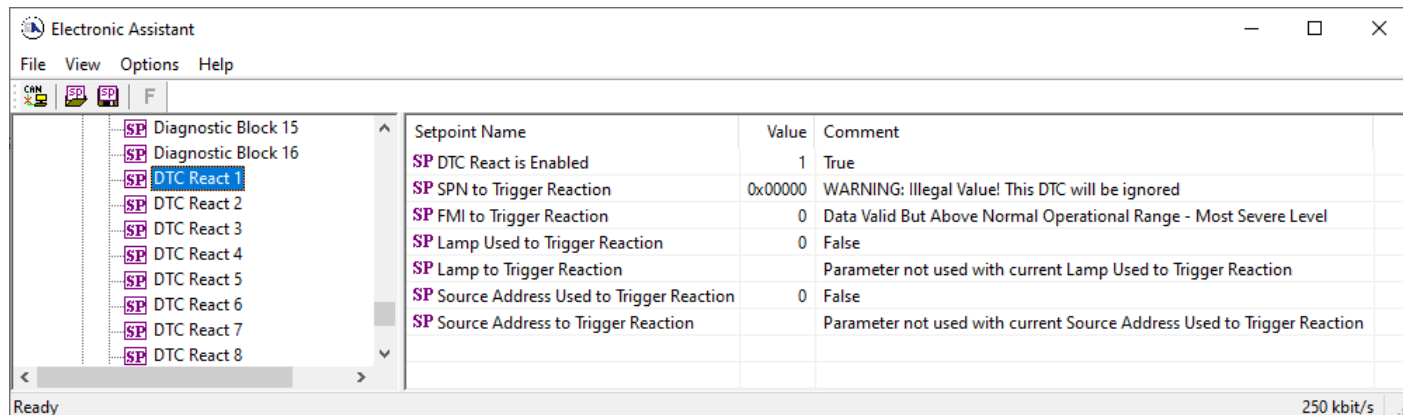 Electronic Assistant
File View Options Help
CAN SP SP F
SP Diagnostic Block 15
SP Diagnostic Block 16
SP DTC React 1
SP DTC React 2
SP DTC React 3
SP DTC React 4
SP DTC React 5
SP DTC React 6
SP DTC React 7
SP DTC React 8
Setpoint Name Value Comment
SP DTC React is Enabled 1 True
SP SPN to Trigger Reaction 0x00000 WARNING: Illegal Value! This DTC will be ignored
SP FMI to Trigger Reaction 0 Data Valid But Above Normal Operational Range - Most Severe Level
SP Lamp Used to Trigger Reaction 0 False
SP Lamp to Trigger Reaction Parameter not used with current Lamp Used to Trigger Reaction
SP Source Address Used to Trigger Reaction 0 False
SP Source Address to Trigger Reaction Parameter not used with current Source Address Used to Trigger Reaction
Ready 250 kbit/s